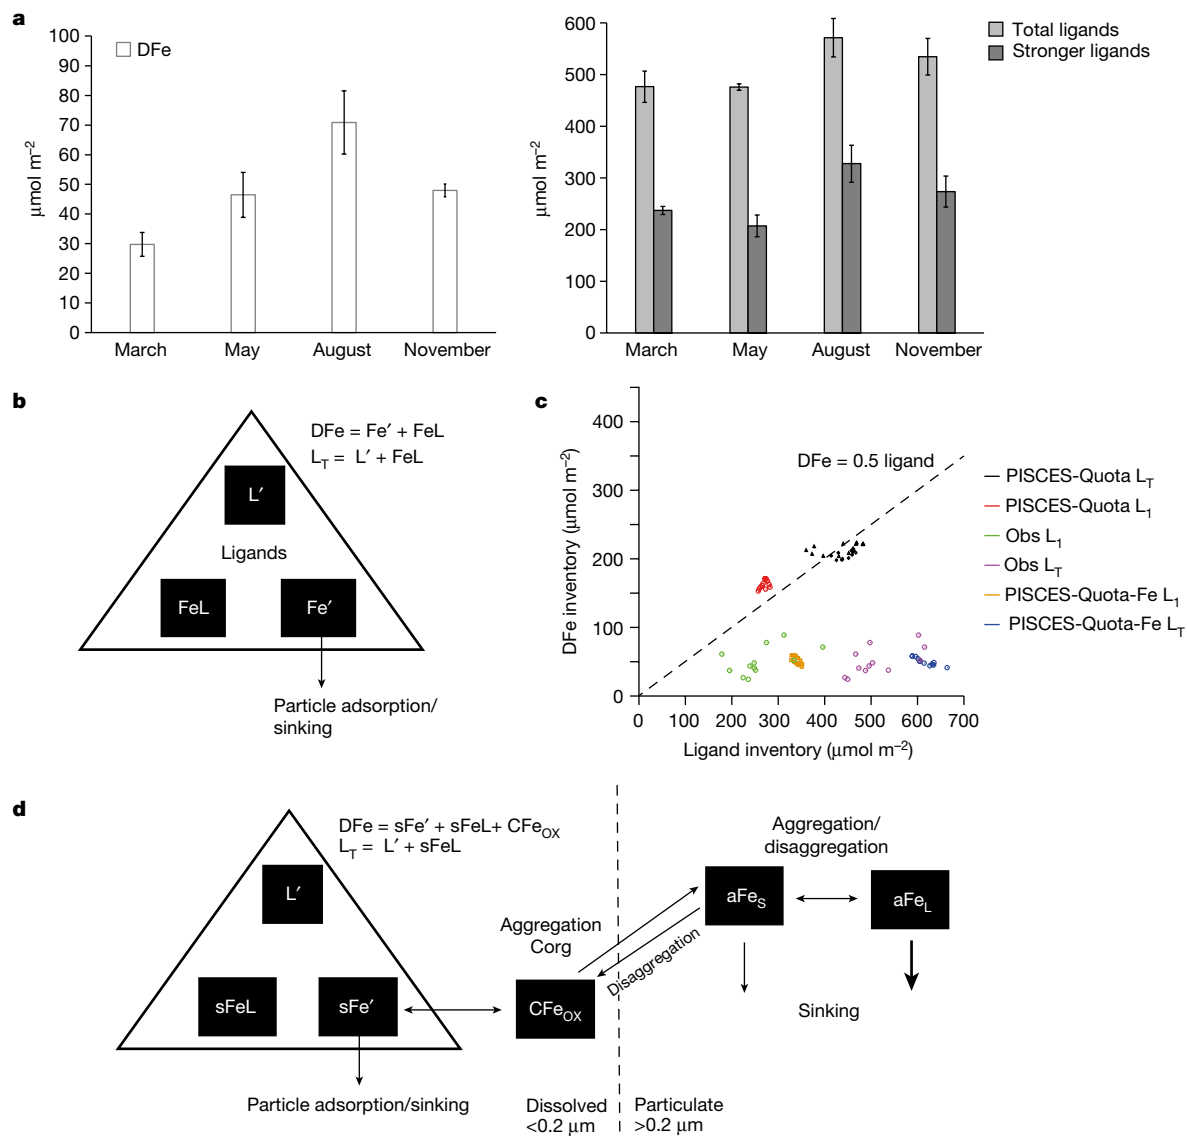 a
100
90
80
70
60
50
40
30
20
10
0
µmol m⁻²
DFe
March
May
August
November
600
500
400
300
200
100
0
µmol m⁻²
Total ligands
Stronger ligands
March
May
August
November
b
DFe = Fe′ + FeL
L_T = L′ + FeL
L′
Ligands
FeL
Fe′
Particle adsorption/
sinking
c
400
300
200
100
0
DFe inventory (µmol m⁻²)
DFe = 0.5 ligand
0
100
200
300
400
500
600
700
Ligand inventory (µmol m⁻²)
PISCES-Quota L_T
PISCES-Quota L₁
Obs L₁
Obs L_T
PISCES-Quota-Fe L₁
PISCES-Quota-Fe L_T
d
DFe = sFe′ + sFeL+ CFe_OX
L_T = L′ + sFeL
L′
sFeL
sFe′
Particle adsorption/sinking
Aggregation
Corg
CFe_OX
Disaggregation
Aggregation/
disaggregation
aFe_S
aFe_L
Sinking
Dissolved
<0.2 µm
Particulate
>0.2 µm